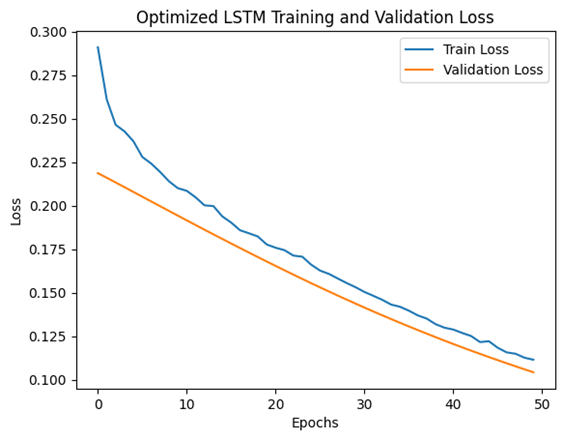 Optimized LSTM Training and Validation Loss
Train Loss
Validation Loss
0.300
0.275
0.250
0.225
0.200
0.175
0.150
0.125
0.100
Loss
0 10 20 30 40 50
Epochs